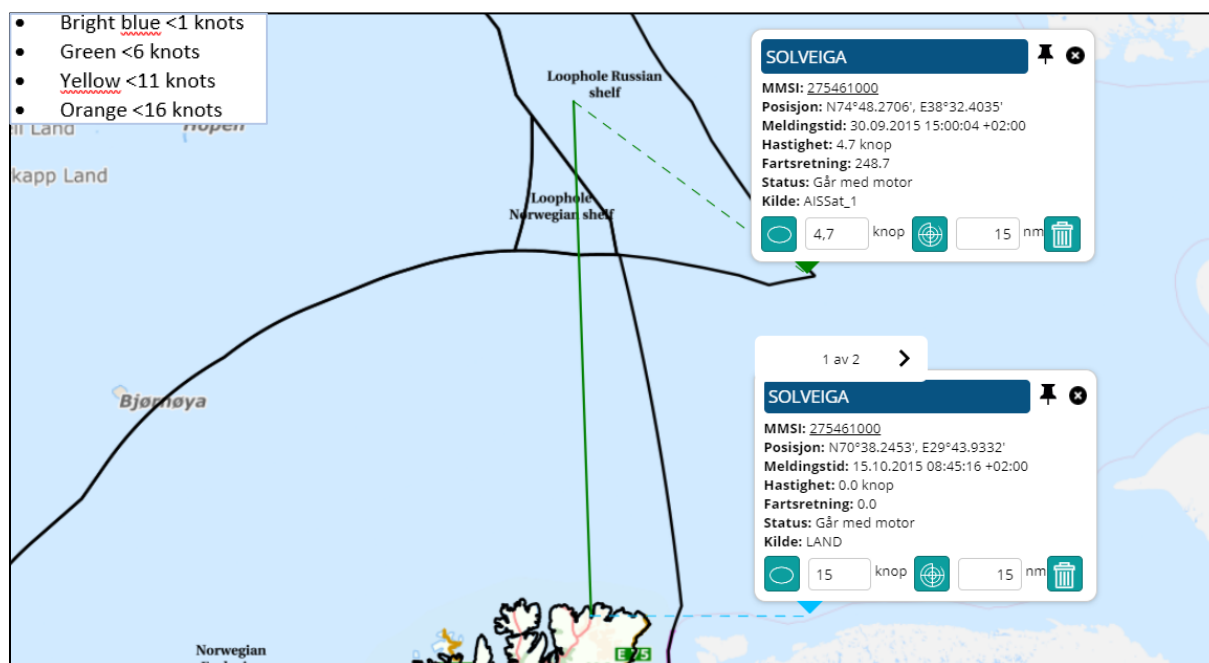 • Bright blue <1 knots
• Green <6 knots
• Yellow <11 knots
• Orange <16 knots
Hopen
kapp Land
Loophole Russian
shelf
Loophole
Norwegian shelf
Bjørnøya
Norwegian
E75
SOLVEIGA
MMSI: 275461000
Posisjon: N74°48.2706', E38°32.4035'
Meldingstid: 30.09.2015 15:00:04 +02:00
Hastighet: 4.7 knop
Fartsretning: 248.7
Status: Går med motor
Kilde: AISSat_1
4,7 knop 15 nm
1 av 2
SOLVEIGA
MMSI: 275461000
Posisjon: N70°38.2453', E29°43.9332'
Meldingstid: 15.10.2015 08:45:16 +02:00
Hastighet: 0.0 knop
Fartsretning: 0.0
Status: Går med motor
Kilde: LAND
15 knop 15 nm